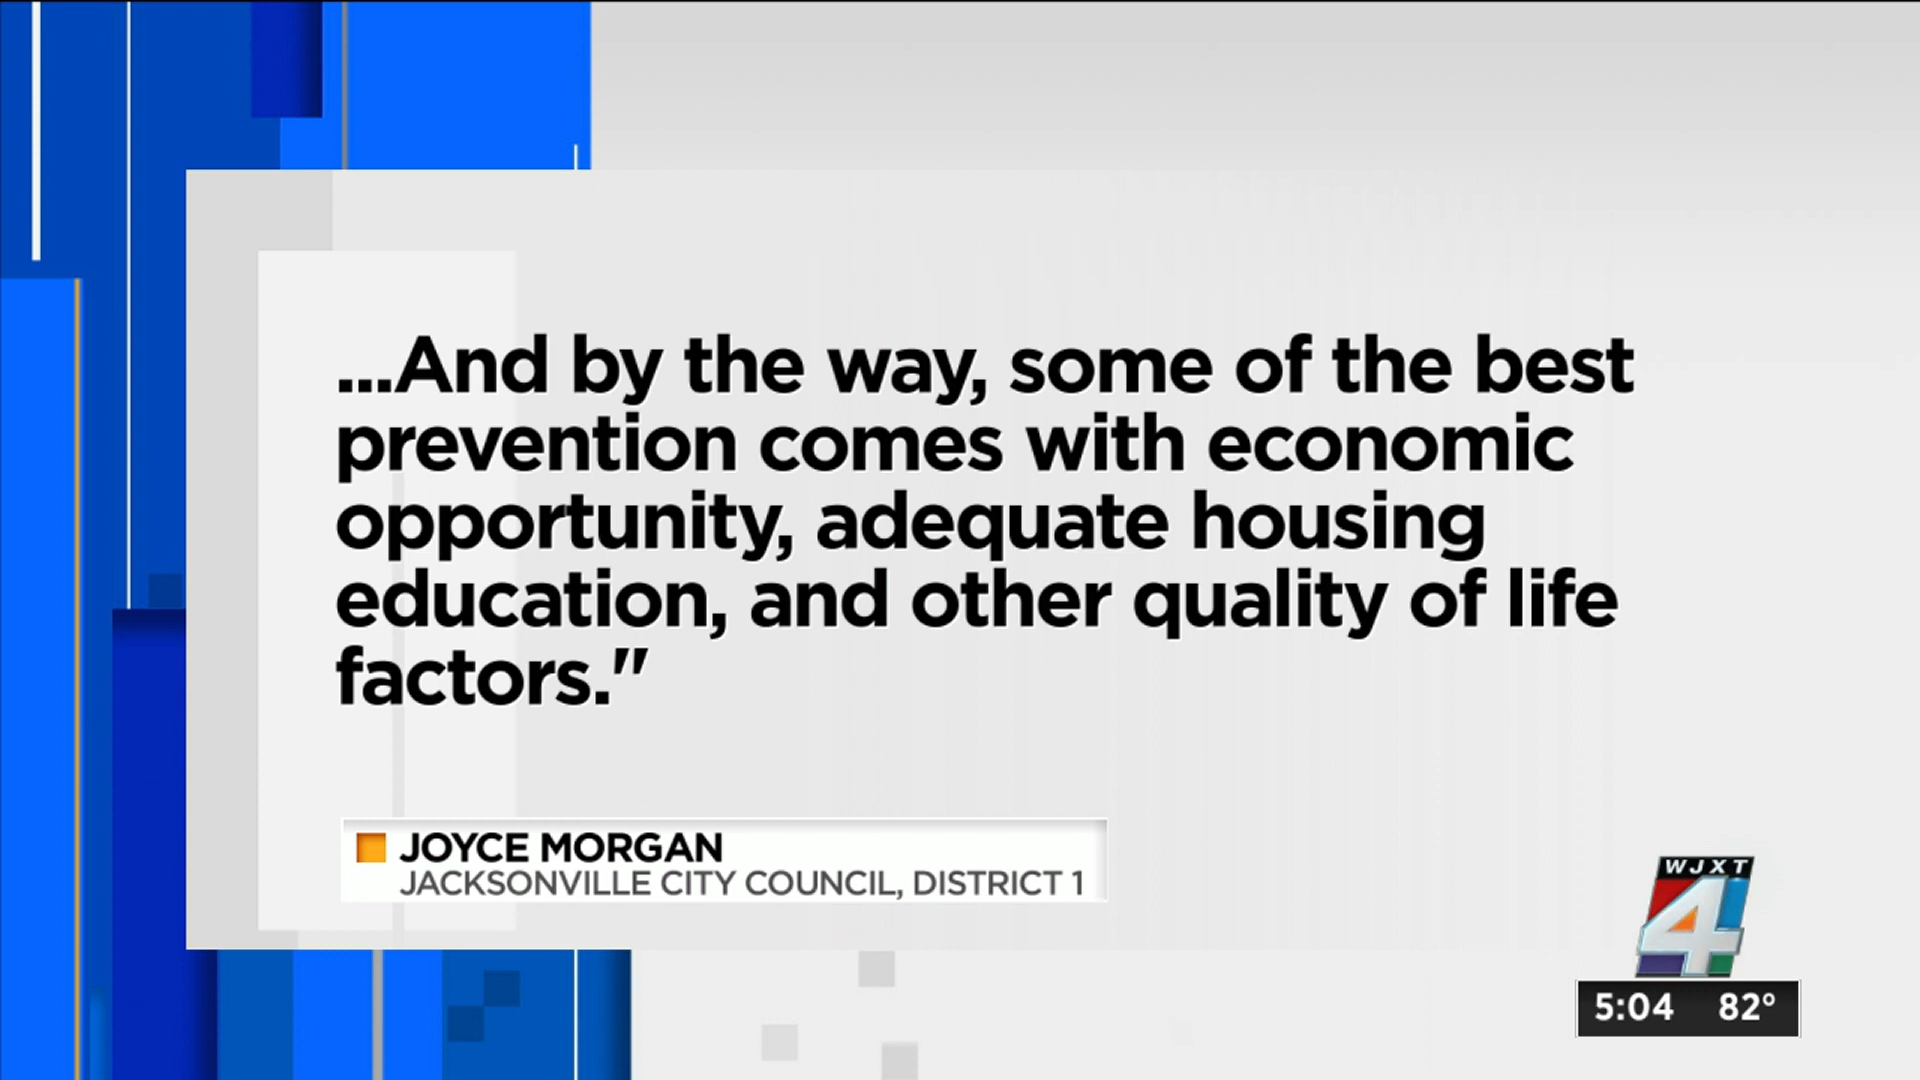 ...And by the way, some of the best
prevention comes with economic
opportunity, adequate housing
education, and other quality of life
factors."
JOYCE MORGAN
JACKSONVILLE CITY COUNCIL, DISTRICT 1
WJXT
4
5:04 82°